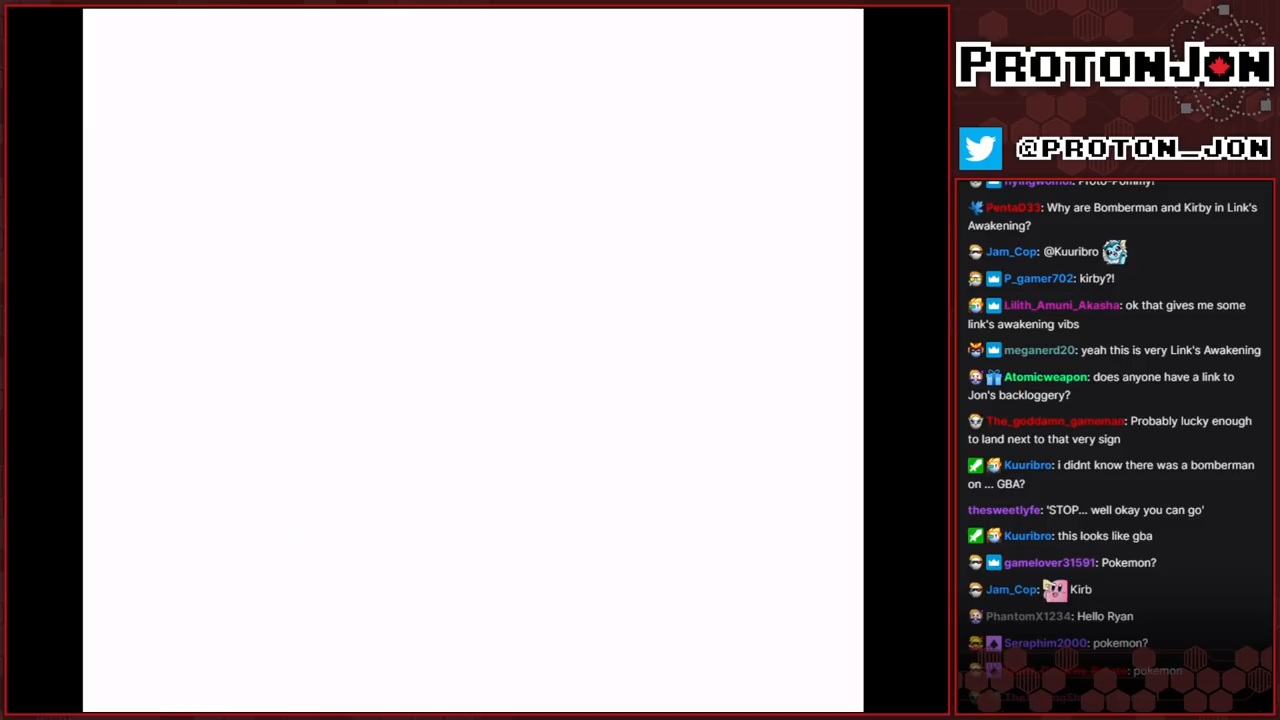 PROTONJON
@PROTON_JON
PentaD33: Why are Bomberman and Kirby in Link's
Awakening?
Jam_Cop: @Kuuribro
P_gamer702: kirby?!
Lilith_Amuni_Akasha: ok that gives me some
link's awakening vibs
meganerd20: yeah this is very Link's Awakening
Atomicweapon: does anyone have a link to
Jon's backloggery?
The_goddamn_gameman: Probably lucky enough
to land next to that very sign
Kuuribro: i didnt know there was a bomberman
on ... GBA?
thesweetlyfe: 'STOP... well okay you can go'
Kuuribro: this looks like gba
gamelover31591: Pokemon?
Jam_Cop: Kirb
PhantomX1234: Hello Ryan
Seraphim2000: pokemon?
: pokemon